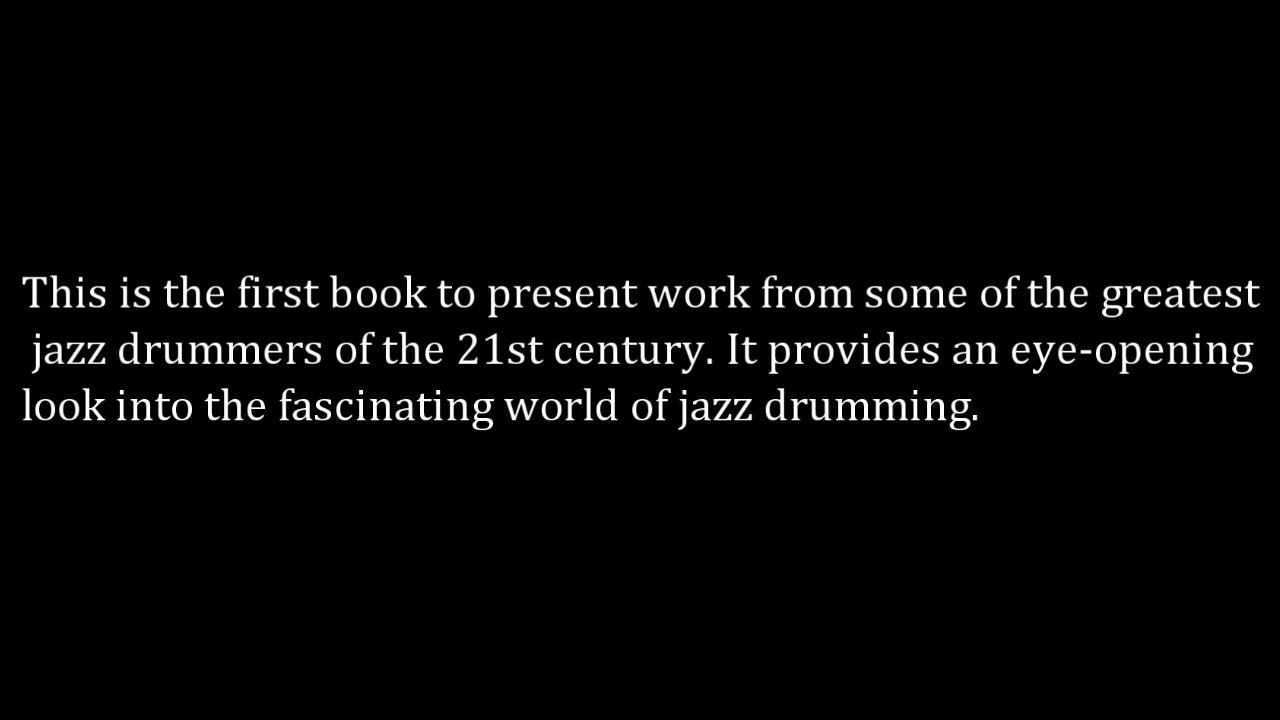 This is the first book to present work from some of the greatest
jazz drummers of the 21st century. It provides an eye-opening
look into the fascinating world of jazz drumming.